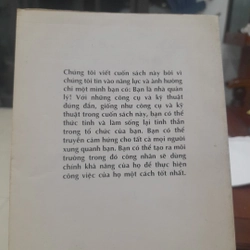 Chúng tôi viết cuốn sách này bởi vì
chúng tôi tin vào năng lực và ảnh hưởng
chỉ một mình bạn có: Bạn là nhà quản
lý! Với những công cụ và kỹ thuật
đúng đắn, giống như công cụ và kỹ
thuật trong cuốn sách này, bạn có thể
thức tỉnh và làm sống lại tinh thần
trong tổ chức của bạn. Bạn có thể
truyền cảm hứng cho tất cả mọi người
xung quanh bạn. Bạn có thể tạo ra môi
trường trong đó công nhân sẽ dùng
chính khả năng của họ để thực hiện
công việc của họ một cách tốt nhất.